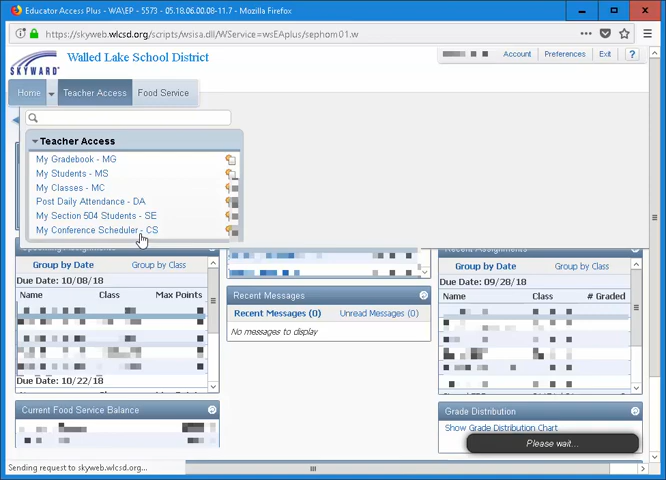 Educator Access Plus - WA\EP - 5573 - 05.18.06.00.08-11.7 - Mozilla Firefox
https://skyweb.wlcsd.org/scripts/wsisa.dll/WService=wsEAplus/sephom01.w
SKYWARD
Walled Lake School District
Account Preferences Exit ?
Home Teacher Access Food Service
Teacher Access
My Gradebook - MG
My Students - MS
My Classes - MC
Post Daily Attendance - DA
My Section 504 Students - SE
My Conference Scheduler - CS
Upcoming Assignments
Group by Date Group by Class
Due Date: 10/08/18
Name Class Max Points
Due Date: 10/22/18
Current Food Service Balance
Recent Messages
Recent Messages (0) Unread Messages (0)
No messages to display
Recent Assignments
Group by Date Group by Class
Due Date: 09/28/18
Name Class # Graded
Grade Distribution
Show Grade Distribution Chart
Please wait...
Sending request to skyweb.wlcsd.org...